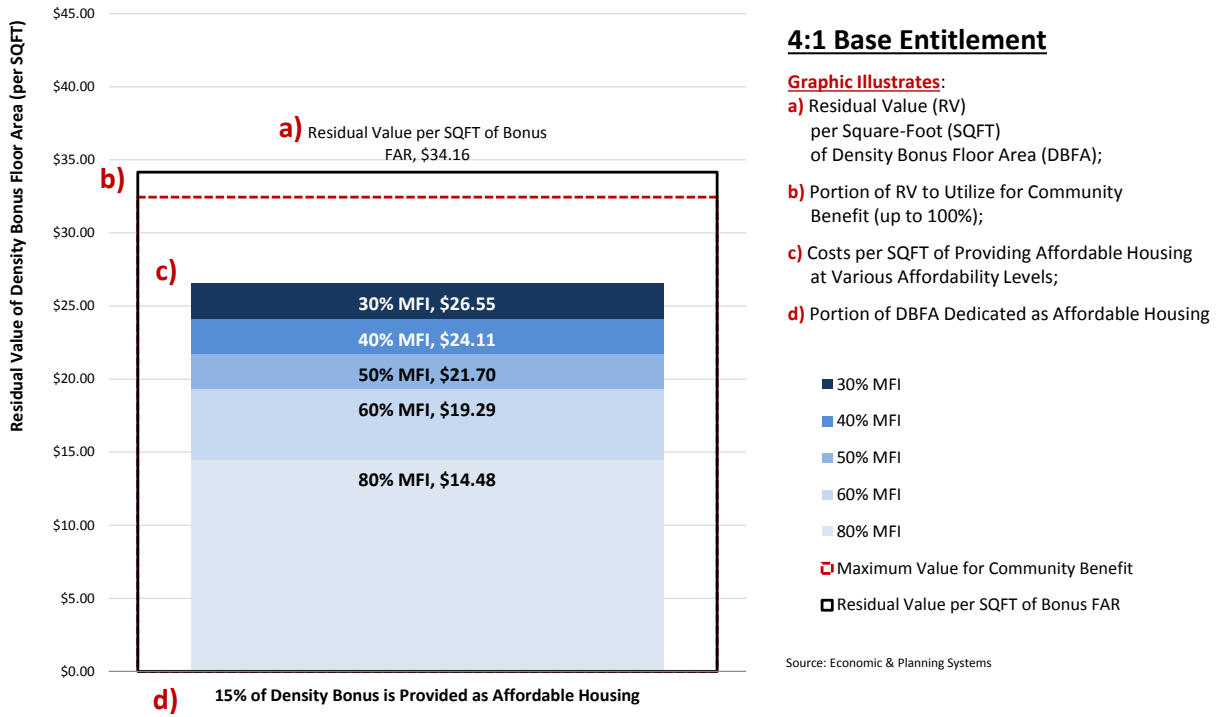 Residual Value of Density Bonus Floor Area (per SQFT)
$45.00
$40.00
$35.00
$30.00
$25.00
$20.00
$15.00
$10.00
$5.00
$0.00
a) Residual Value per SQFT of Bonus
FAR, $34.16
b)
c)
30% MFI, $26.55
40% MFI, $24.11
50% MFI, $21.70
60% MFI, $19.29
80% MFI, $14.48
d) 15% of Density Bonus is Provided as Affordable Housing
4:1 Base Entitlement
Graphic Illustrates:
a) Residual Value (RV)
per Square-Foot (SQFT)
of Density Bonus Floor Area (DBFA);
b) Portion of RV to Utilize for Community
Benefit (up to 100%);
c) Costs per SQFT of Providing Affordable Housing
at Various Affordability Levels;
d) Portion of DBFA Dedicated as Affordable Housing
30% MFI
40% MFI
50% MFI
60% MFI
80% MFI
Maximum Value for Community Benefit
Residual Value per SQFT of Bonus FAR
Source: Economic & Planning Systems